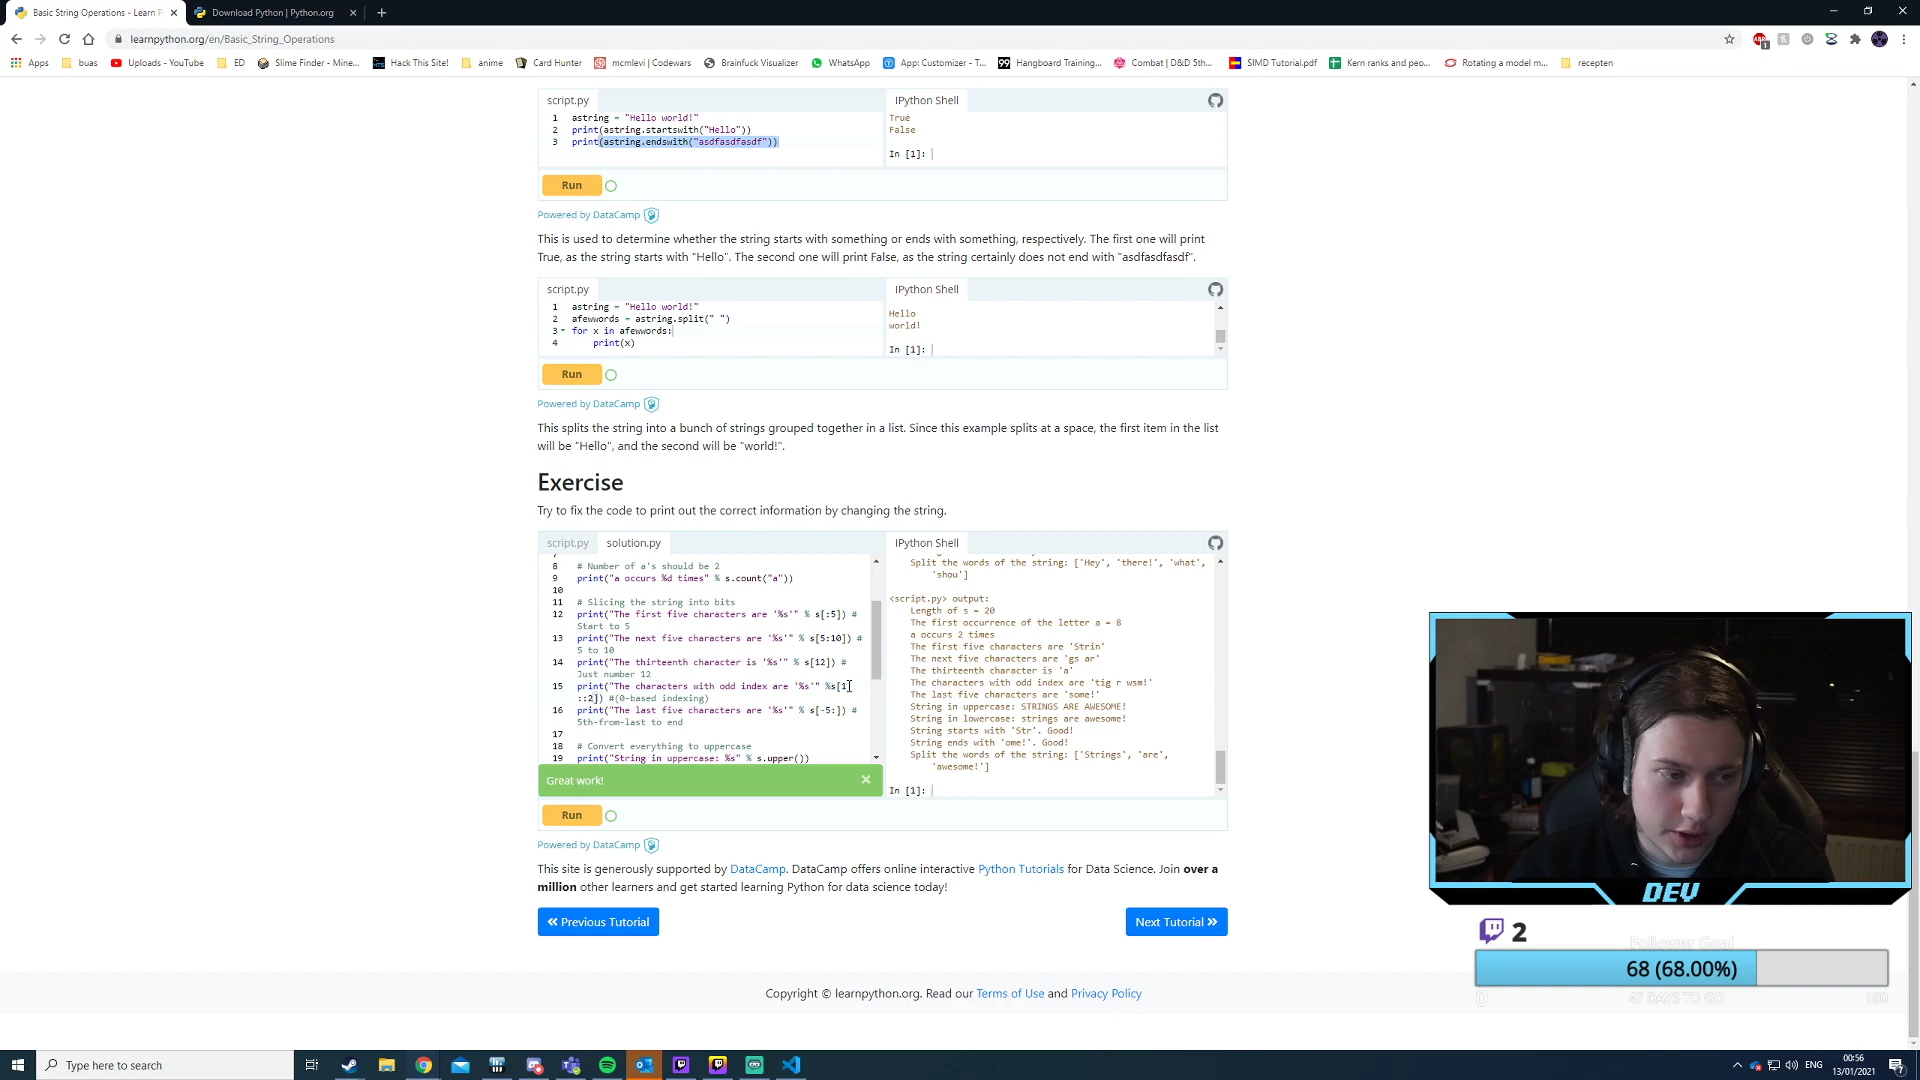 Basic String Operations - Learn P
Download Python | Python.org
learnpython.org/en/Basic_String_Operations
Apps
buas
Uploads - YouTube
ED
Slime Finder - Mine...
Hack This Site!
anime
Card Hunter
mcmlevi | Codewars
Brainfuck Visualizer
WhatsApp
App: Customizer - T...
Hangboard Training...
Combat | D&D 5th...
SIMD Tutorial.pdf
Kern ranks and peo...
Rotating a model m...
recepten
script.py
IPython Shell
1 astring = "Hello world!"
2 print(astring.startswith("Hello"))
3 print(astring.endswith("asdfasdfasdf"))
True
False
In [1]:
Run
Powered by DataCamp
This is used to determine whether the string starts with something or ends with something, respectively. The first one will print
True, as the string starts with "Hello". The second one will print False, as the string certainly does not end with "asdfasdfasdf".
script.py
IPython Shell
1 astring = "Hello world!"
2 afewwords = astring.split(" ")
3 for x in afewwords:
4 print(x)
Hello
world!
In [1]:
Run
Powered by DataCamp
This splits the string into a bunch of strings grouped together in a list. Since this example splits at a space, the first item in the list
will be "Hello", and the second will be "world!".
Exercise
Try to fix the code to print out the correct information by changing the string.
script.py
solution.py
IPython Shell
8 # Number of a's should be 2
9 print("a occurs %d times" % s.count("a"))
10
11 # Slicing the string into bits
12 print("The first five characters are '%s'" % s[:5]) #
Start to 5
13 print("The next five characters are '%s'" % s[5:10]) #
5 to 10
14 print("The thirteenth character is '%s'" % s[12]) #
Just number 12
15 print("The characters with odd index are '%s'" %s[1
::2]) #(0-based indexing)
16 print("The last five characters are '%s'" % s[-5:]) #
5th-from-last to end
17
18 # Convert everything to uppercase
19 print("String in uppercase: %s" % s.upper())
Great work!
Split the words of the string: ['Hey', 'there!', 'what',
'shou']
<script.py> output:
Length of s = 20
The first occurrence of the letter a = 8
a occurs 2 times
The first five characters are 'Strin'
The next five characters are 'gs ar'
The thirteenth character is 'a'
The characters with odd index are 'tig r wsm!'
The last five characters are 'some!'
String in uppercase: STRINGS ARE AWESOME!
String in lowercase: strings are awesome!
String starts with 'Str'. Good!
String ends with 'ome!'. Good!
Split the words of the string: ['Strings', 'are',
'awesome!']
In [1]:
Run
Powered by DataCamp
This site is generously supported by DataCamp. DataCamp offers online interactive Python Tutorials for Data Science. Join over a
million other learners and get started learning Python for data science today!
Previous Tutorial
Next Tutorial
Copyright © learnpython.org. Read our Terms of Use and Privacy Policy
DEV
2
Follower Goal
68 (68.00%)
0
47 DAYS TO GO
100
Type here to search
ENG
00:56
13/01/2021
7